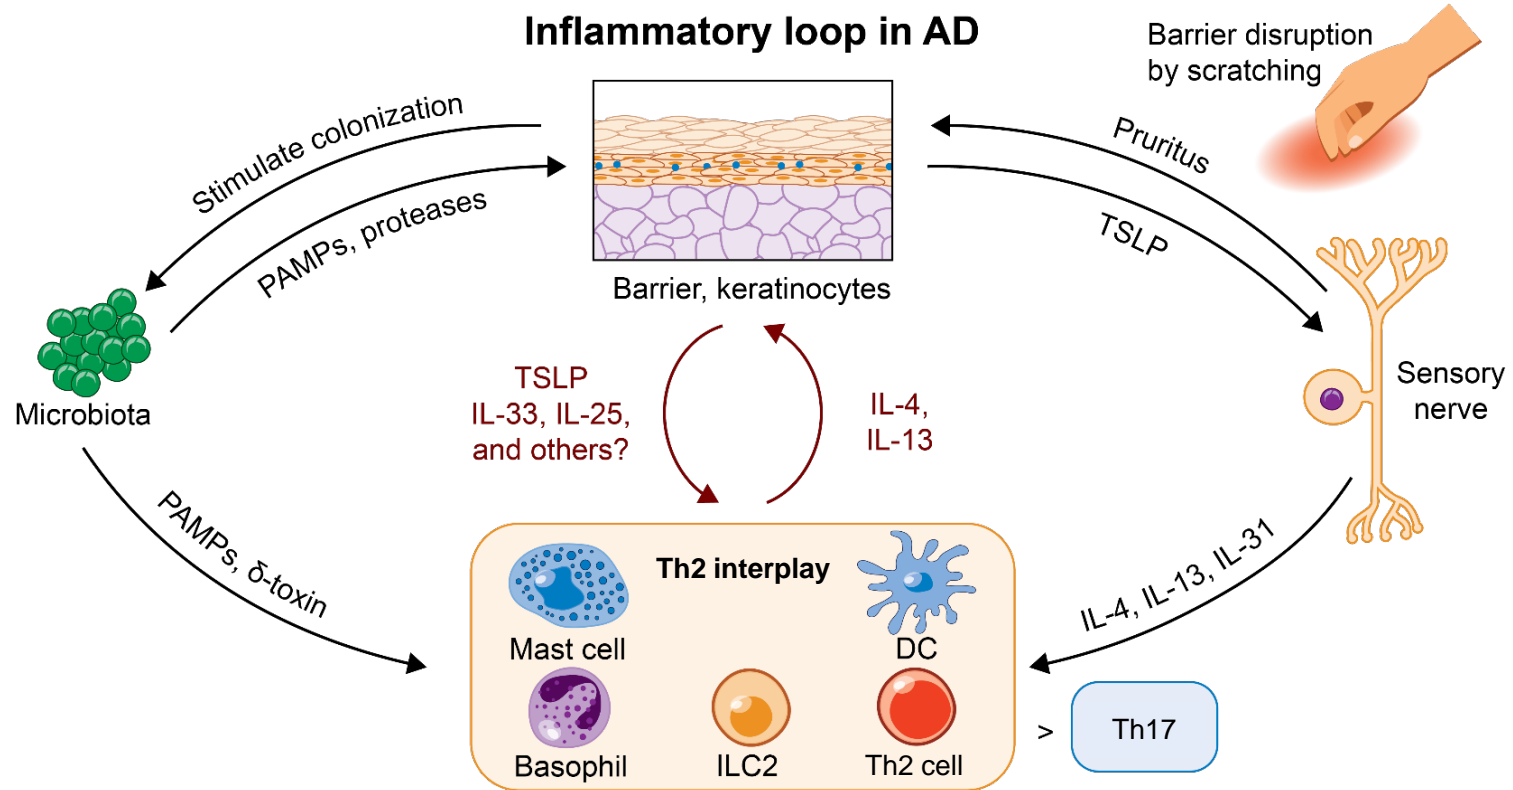 Inflammatory loop in AD
Barrier disruption
by scratching
Stimulate colonization
PAMPs, proteases
Pruritus
TSLP
Barrier, keratinocytes
Microbiota
Sensory
nerve
TSLP
IL-33, IL-25,
and others?
IL-4,
IL-13
PAMPs, δ-toxin
IL-4, IL-13, IL-31
Th2 interplay
Mast cell
DC
Basophil
ILC2
Th2 cell
>
Th17